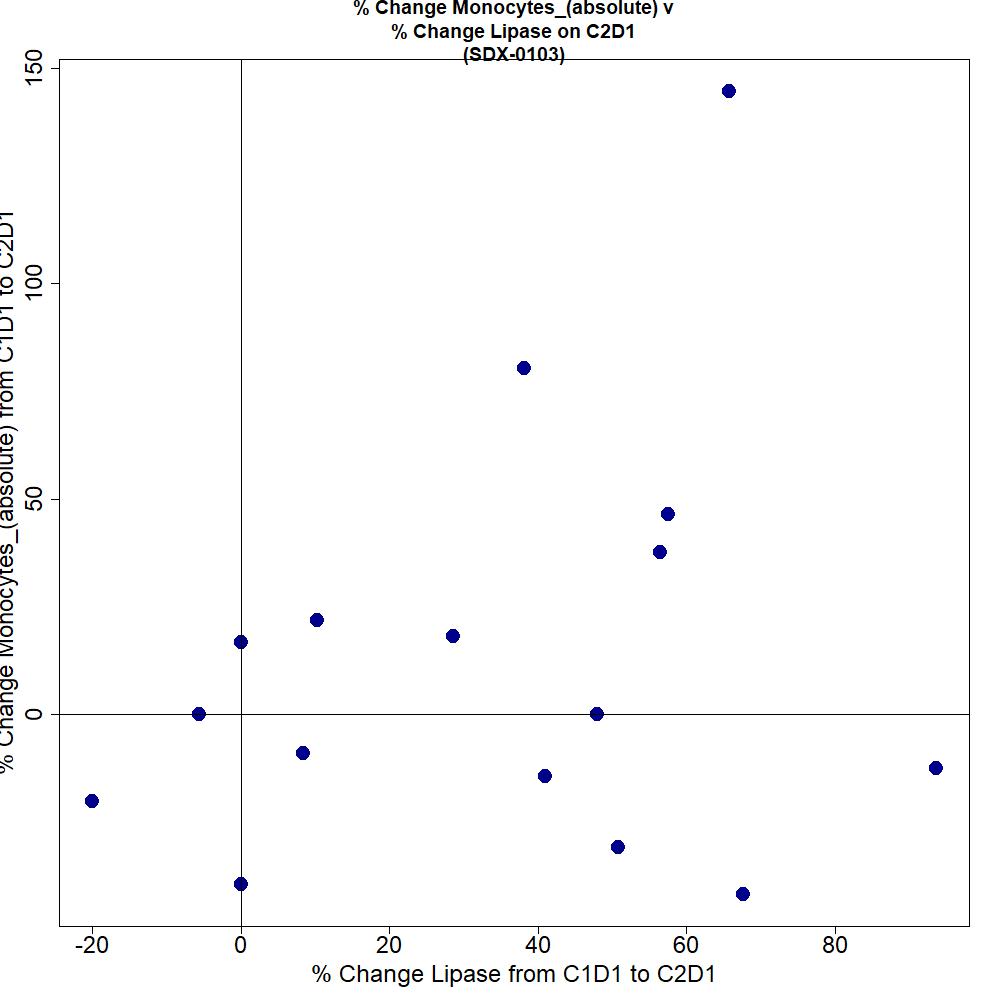 % Change Monocytes_(absolute) v
% Change Lipase on C2D1
(SDX-0103)
% Change Monocytes_(absolute) from C1D1 to C2D1
150
100
50
0
-20
0
20
40
60
80
% Change Lipase from C1D1 to C2D1